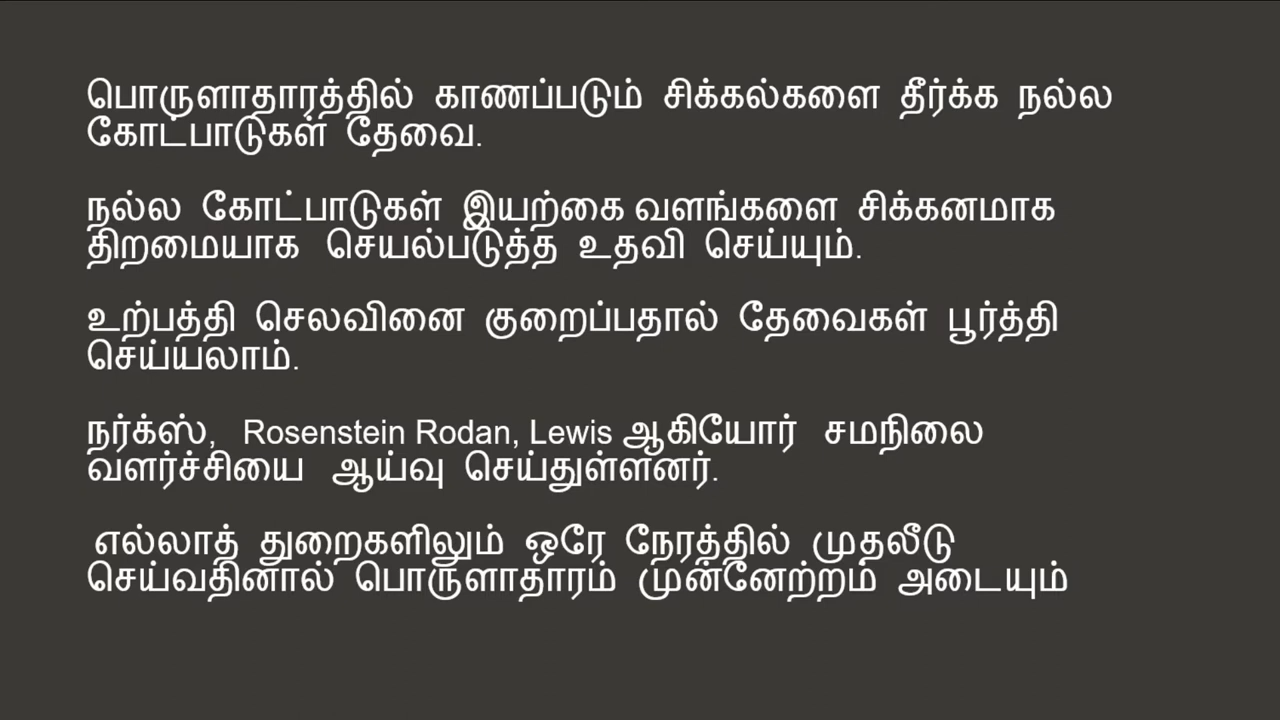 பொருளாதாரத்தில் காணப்படும் சிக்கல்களை தீர்க்க நல்ல
கோட்பாடுகள் தேவை.
நல்ல கோட்பாடுகள் இயற்கை வளங்களை சிக்கனமாக
திறமையாக செயல்படுத்த உதவி செய்யும்.
உற்பத்தி செலவினை குறைப்பதால் தேவைகள் பூர்த்தி
செய்யலாம்.
நர்க்ஸ், Rosenstein Rodan, Lewis ஆகியோர் சமநிலை
வளர்ச்சியை ஆய்வு செய்துள்ளனர்.
எல்லாத் துறைகளிலும் ஒரே நேரத்தில் முதலீடு
செய்வதினால் பொருளாதாரம் முன்னேற்றம் அடையும்